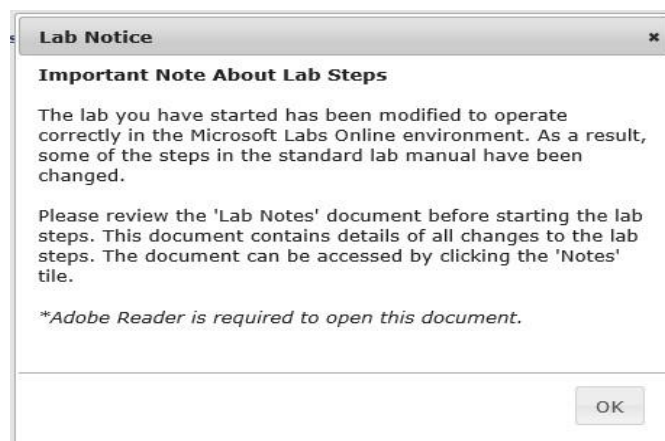 Lab Notice
Important Note About Lab Steps
The lab you have started has been modified to operate
correctly in the Microsoft Labs Online environment. As a result,
some of the steps in the standard lab manual have been
changed.
Please review the 'Lab Notes' document before starting the lab
steps. This document contains details of all changes to the lab
steps. The document can be accessed by clicking the 'Notes'
tile.
*Adobe Reader is required to open this document.
OK